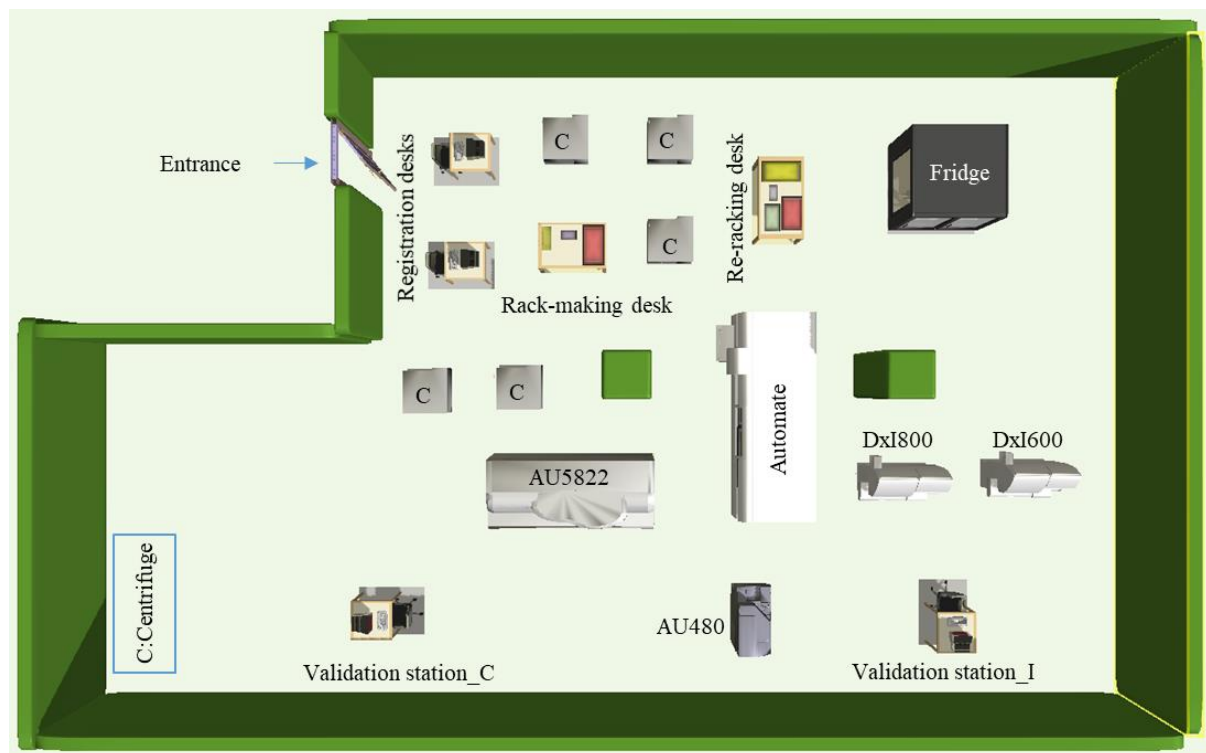 Entrance
Registration desks
C
C
Re-racking desk
Fridge
C
Rack-making desk
C
C
Automate
DxI800
DxI600
AU5822
C:Centrifuge
AU480
Validation station_C
Validation station_I